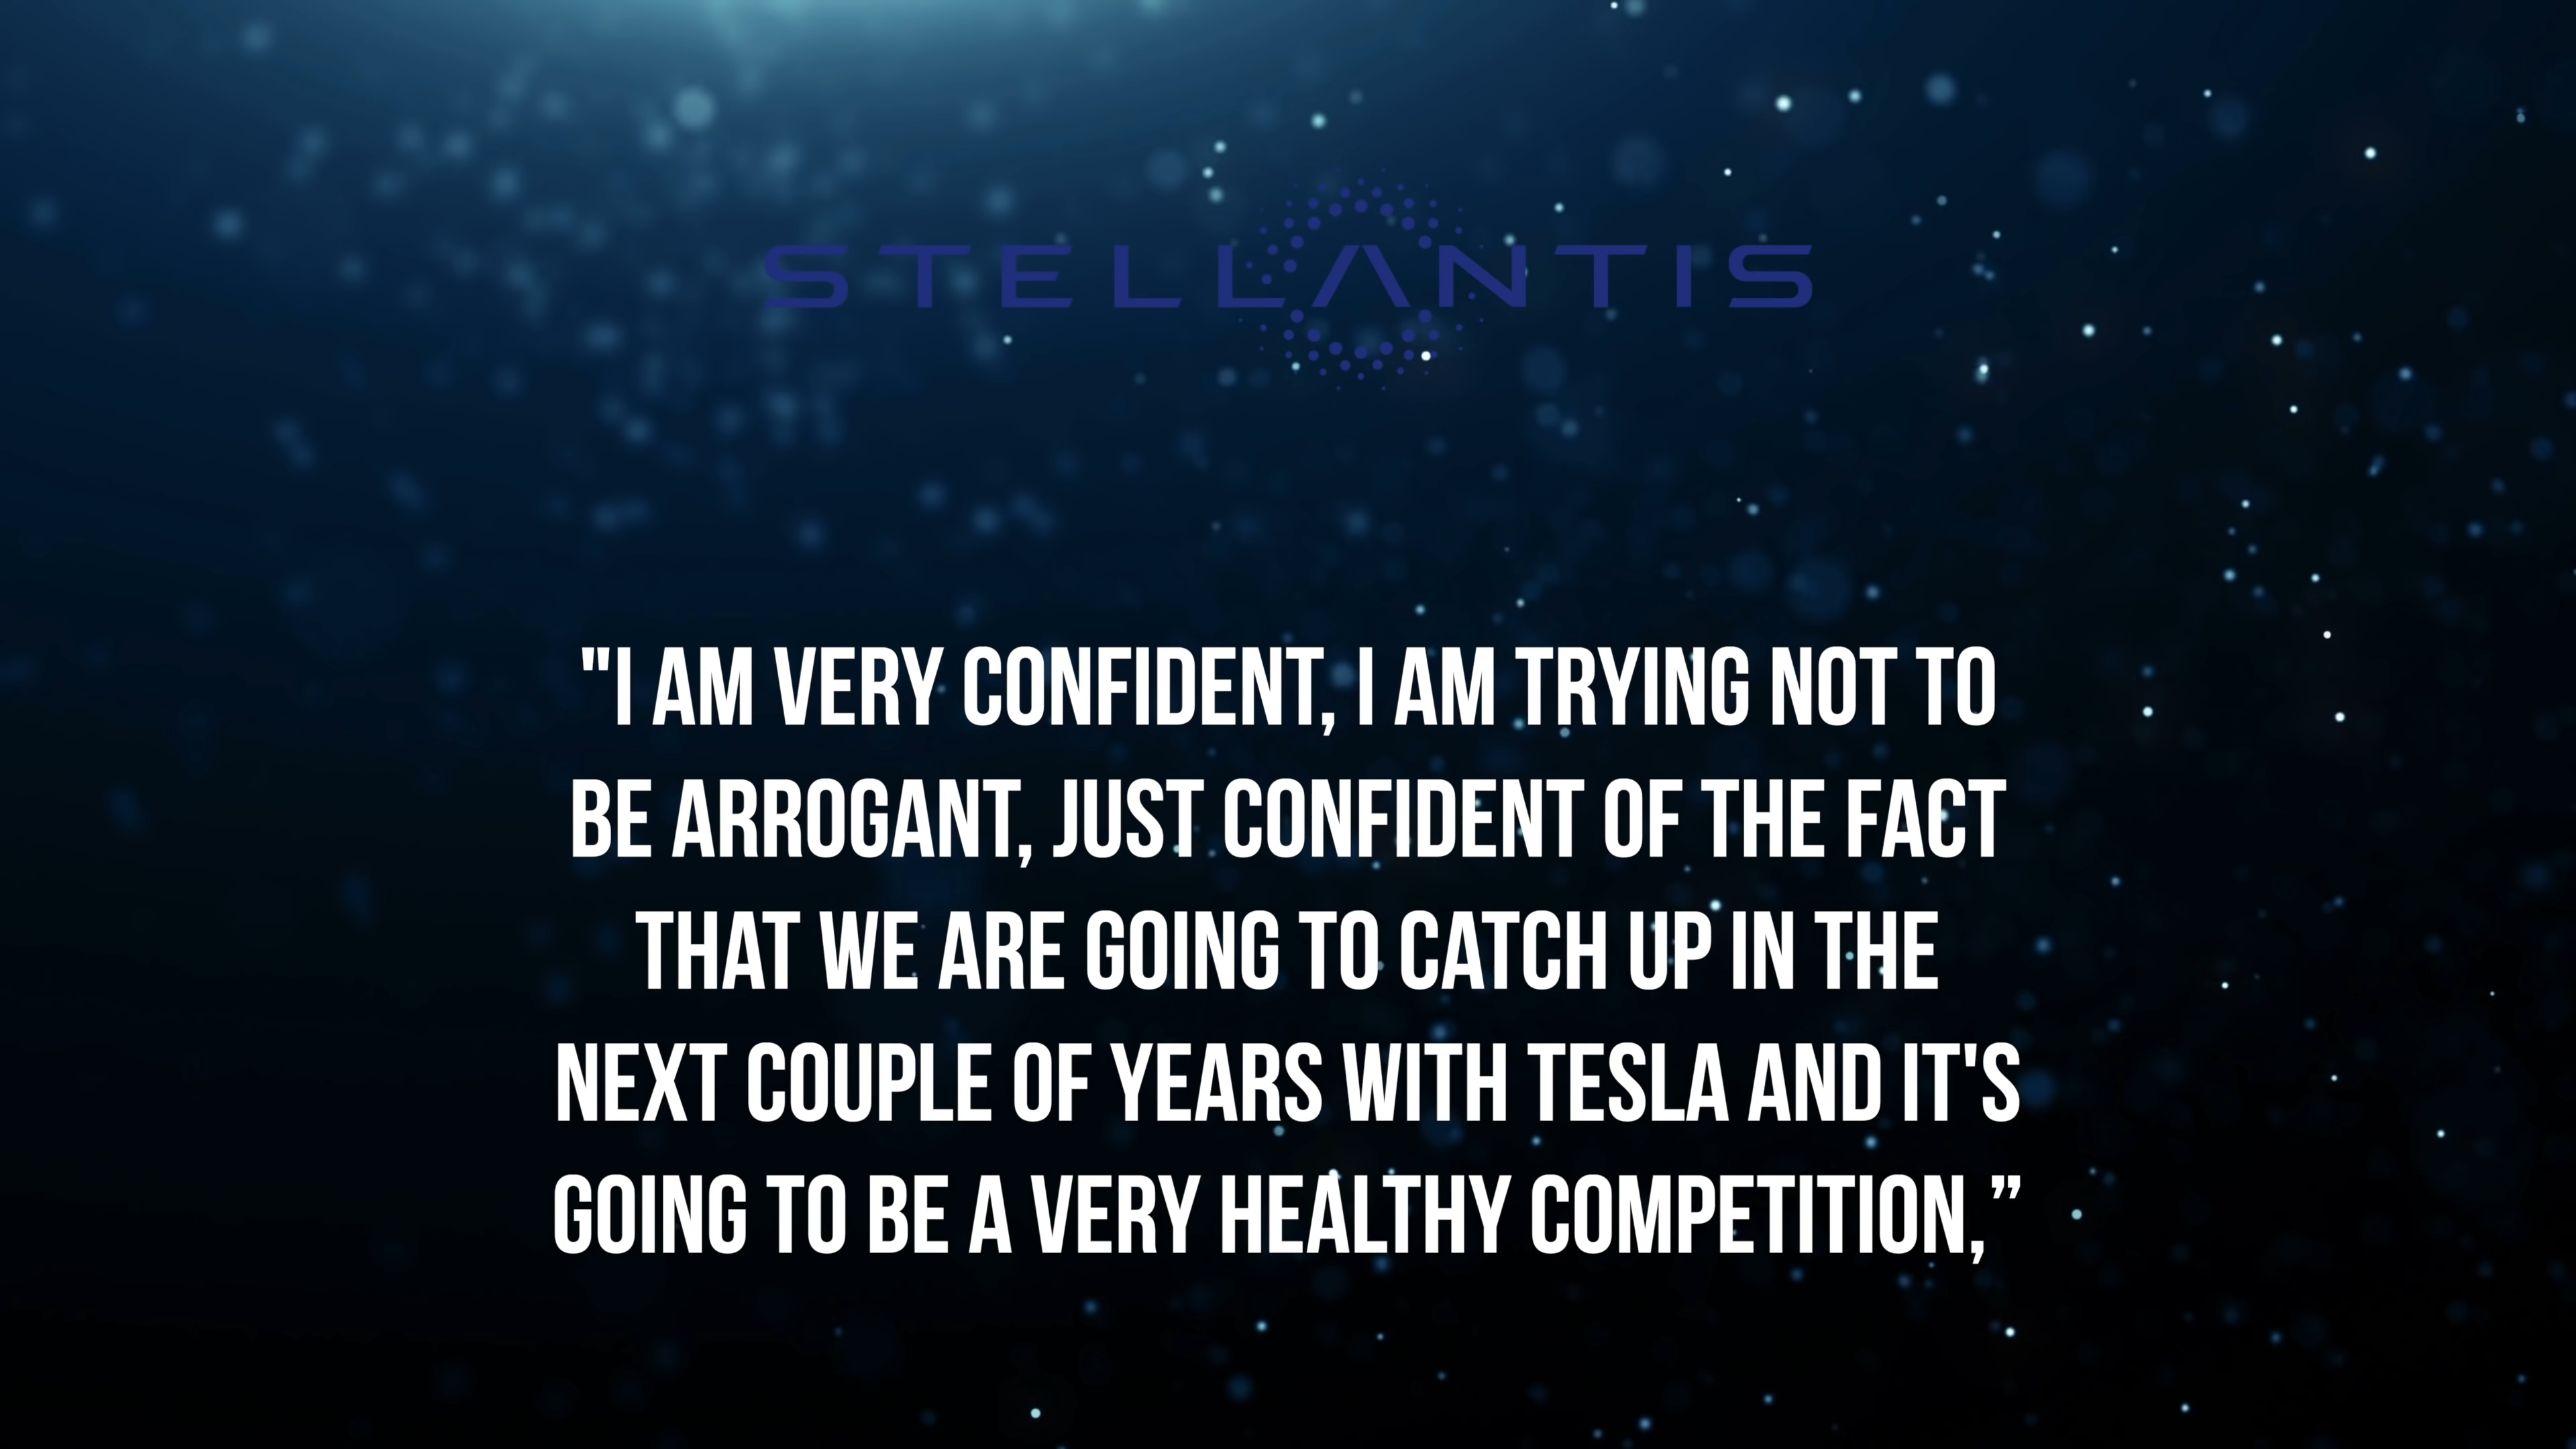 STELLANTIS
"I AM VERY CONFIDENT, I AM TRYING NOT TO
BE ARROGANT, JUST CONFIDENT OF THE FACT
THAT WE ARE GOING TO CATCH UP IN THE
NEXT COUPLE OF YEARS WITH TESLA AND IT'S
GOING TO BE A VERY HEALTHY COMPETITION,”